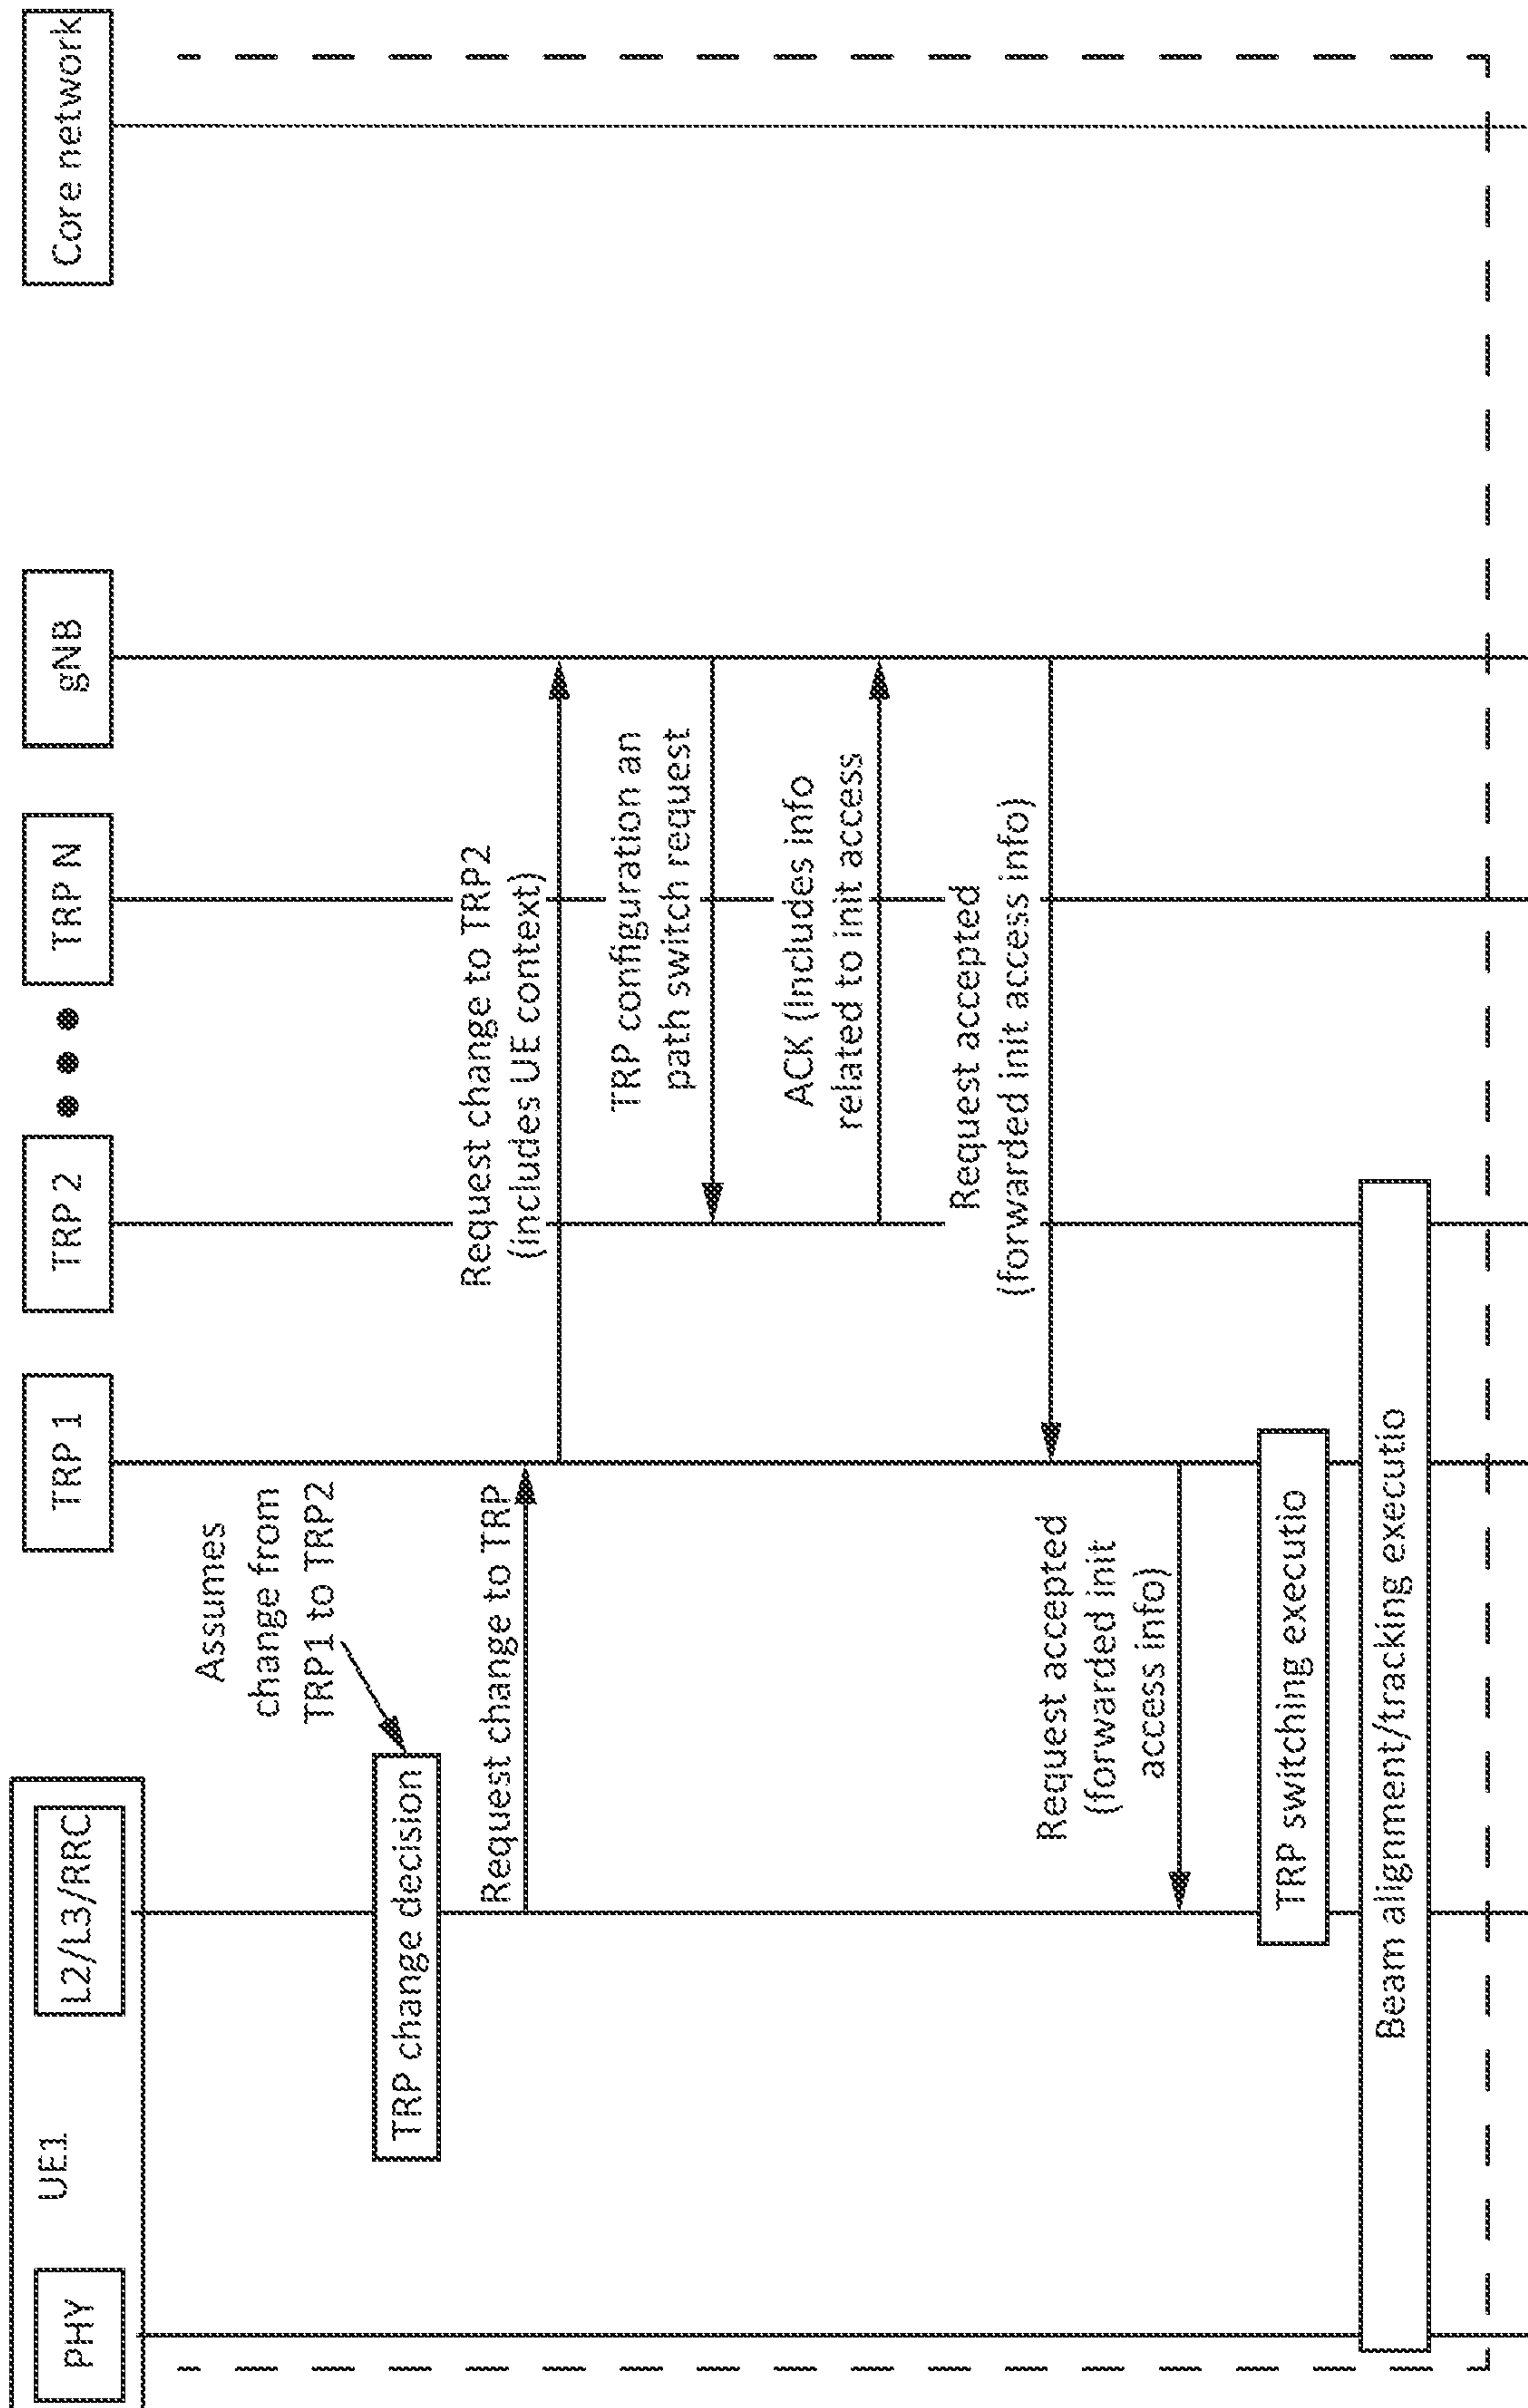 UE1
PHY
L2/L3/RRC
TRP 1
TRP 2
TRP N
gNB
Core network
Assumes
change from
TRP1 to TRP2
TRP change decision
Request change to TRP
Request change to TRP2
(includes UE context)
TRP configuration an
path switch request
ACK (Includes info
related to init access
Request accepted
(forwarded init access info)
Request accepted
(forwarded init
access info)
TRP switching executio
Beam alignment/tracking executio